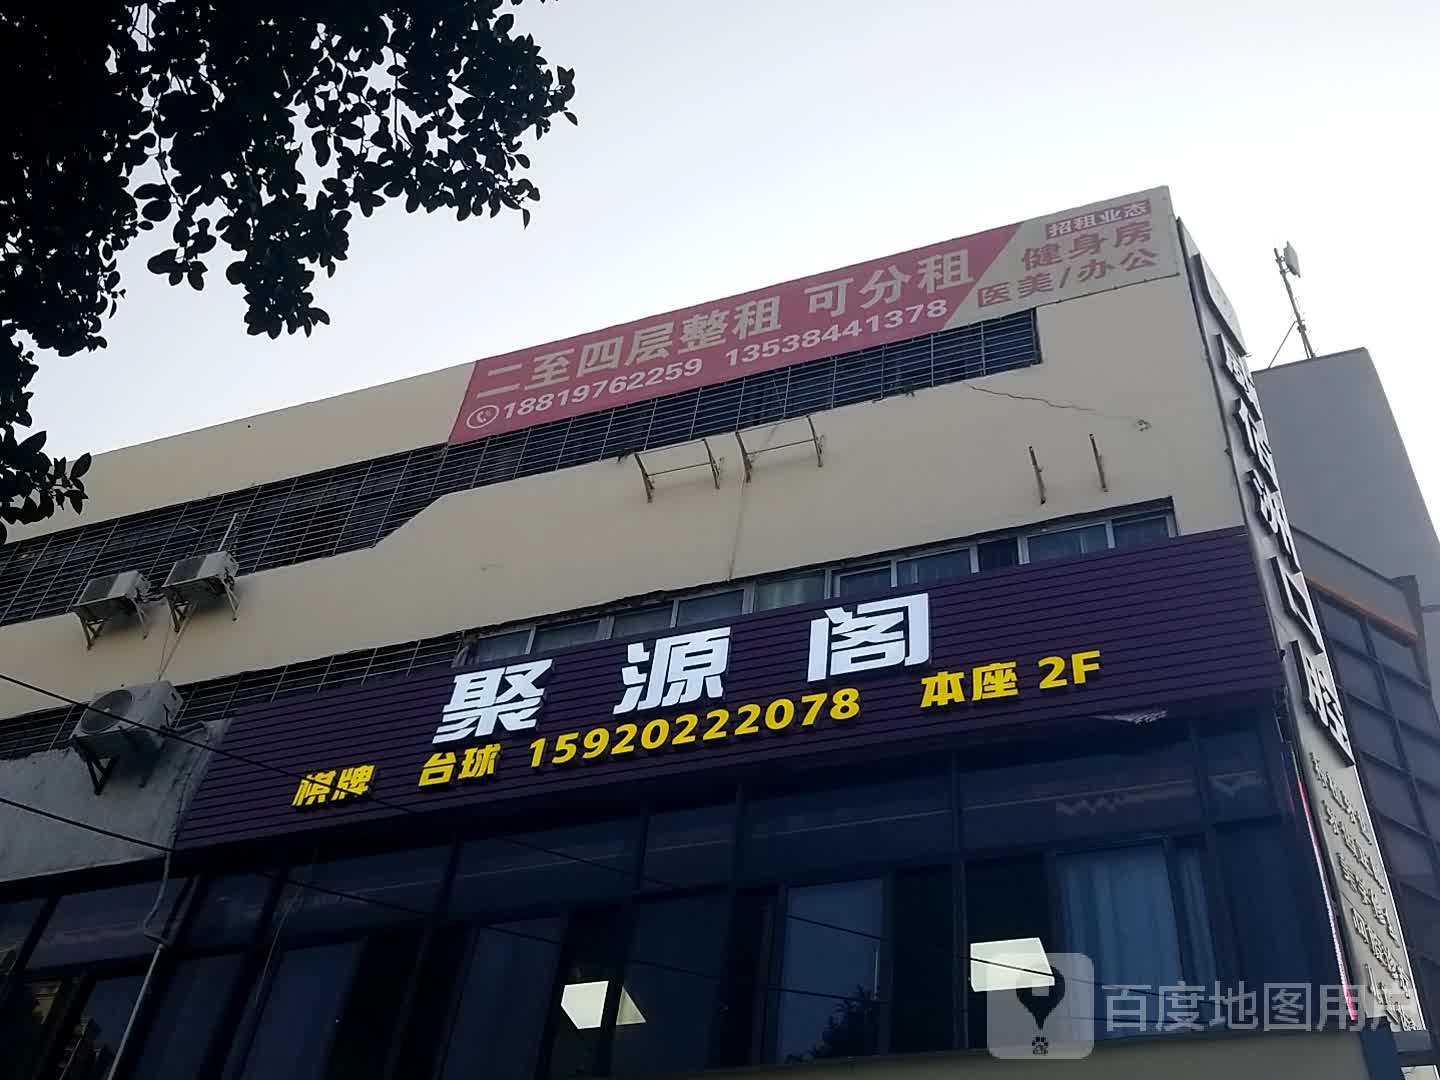 招租业态
二至四层整租 可分租
健身房
医美/办公
18819762259 13538441378
聚源阁
棋牌 台球 15920222078 本座 2F
口腔
百度地图用户